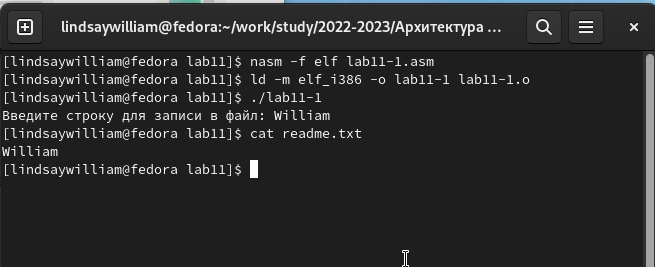 lindsaywilliam@fedora:~/work/study/2022-2023/Архитектура ...
[lindsaywilliam@fedora lab11]$ nasm -f elf lab11-1.asm
[lindsaywilliam@fedora lab11]$ ld -m elf_i386 -o lab11-1 lab11-1.o
[lindsaywilliam@fedora lab11]$ ./lab11-1
Введите строку для записи в файл: William
[lindsaywilliam@fedora lab11]$ cat readme.txt
William
[lindsaywilliam@fedora lab11]$